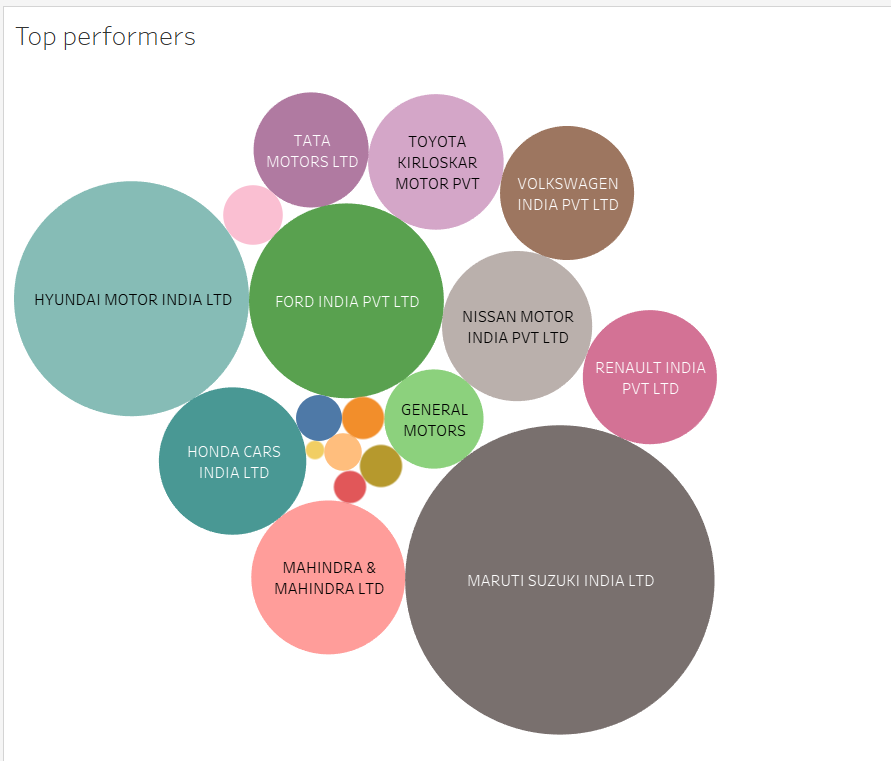 Top performers
TATA
MOTORS LTD
TOYOTA
KIRLOSKAR
MOTOR PVT
VOLKSWAGEN
INDIA PVT LTD
HYUNDAI MOTOR INDIA LTD
FORD INDIA PVT LTD
NISSAN MOTOR
INDIA PVT LTD
RENAULT INDIA
PVT LTD
GENERAL
MOTORS
HONDA CARS
INDIA LTD
MAHINDRA &
MAHINDRA LTD
MARUTI SUZUKI INDIA LTD